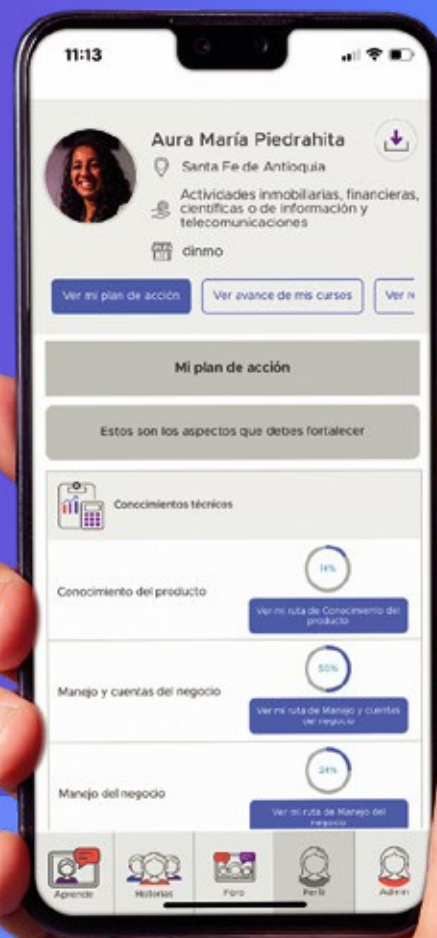 11:13
Aura María Piedrahita
Santa Fe de Antioquia
Actividades inmobiliarias, financieras,
científicas o de información y
telecomunicaciones
dinmo
Ver mi plan de acción
Ver avance de mis cursos
Ver
Mi plan de acción
Estos son los aspectos que debes fortalecer
Conocimientos técnicos
14%
Conocimiento del producto
Ver mi ruta de Conocimiento del
producto
50%
Manejo y cuentas del negocio
Ver mi ruta de Manejo y cuentas
del negocio
34%
Manejo del negocio
Ver mi ruta de Manejo del
negocio
Aprende
Historias
Foro
Perfil
Admin